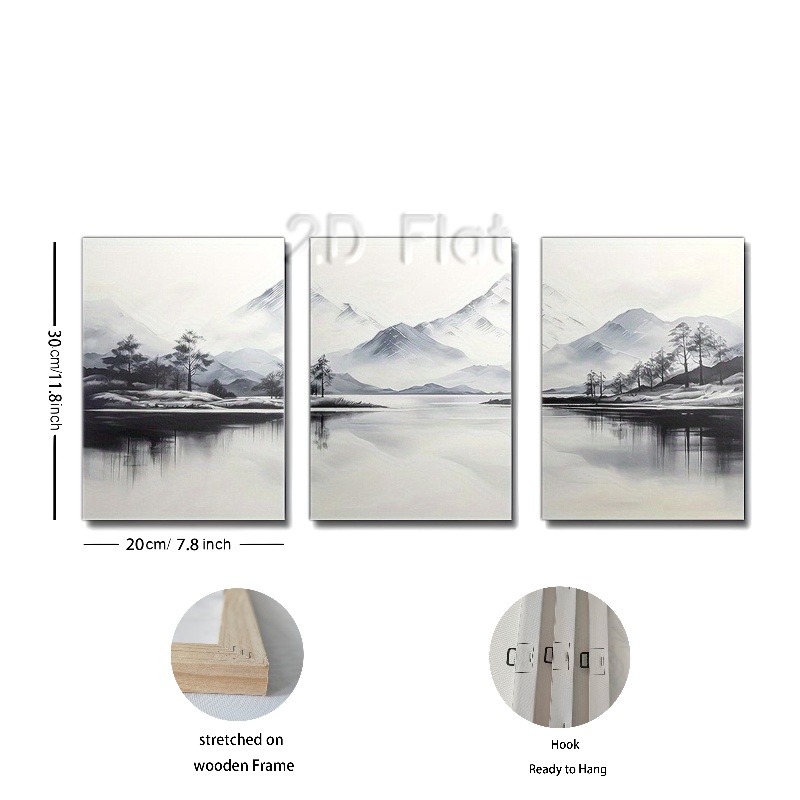 2D Flat
30cm/11.8inch
20cm/ 7.8 inch
stretched on
wooden Frame
Hook
Ready to Hang